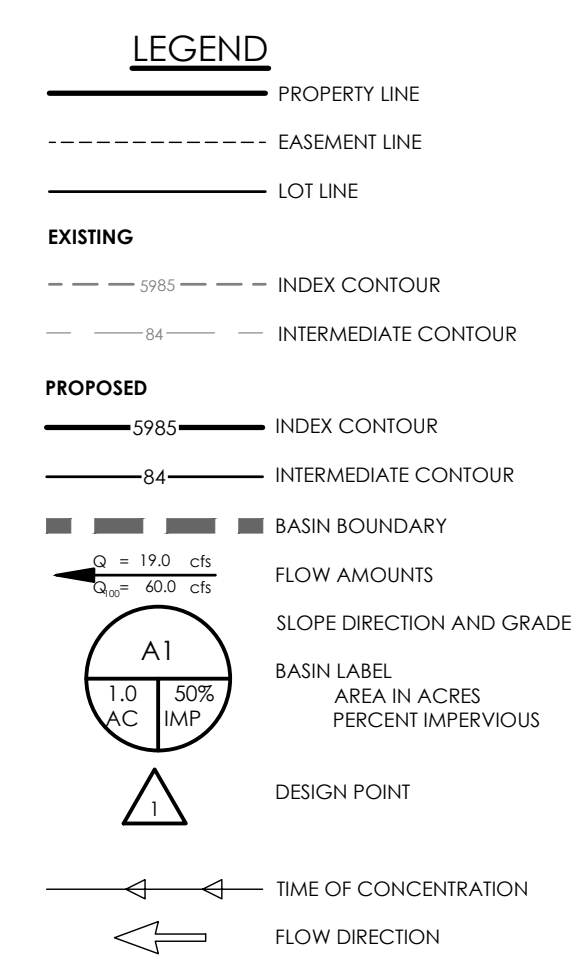 LEGEND
PROPERTY LINE
EASEMENT LINE
LOT LINE
EXISTING
5985 INDEX CONTOUR
84 INTERMEDIATE CONTOUR
PROPOSED
5985 INDEX CONTOUR
84 INTERMEDIATE CONTOUR
BASIN BOUNDARY
Q = 19.0 cfs
Q100= 60.0 cfs
FLOW AMOUNTS
SLOPE DIRECTION AND GRADE
A1
1.0 50%
AC IMP
BASIN LABEL
AREA IN ACRES
PERCENT IMPERVIOUS
1 DESIGN POINT
TIME OF CONCENTRATION
FLOW DIRECTION